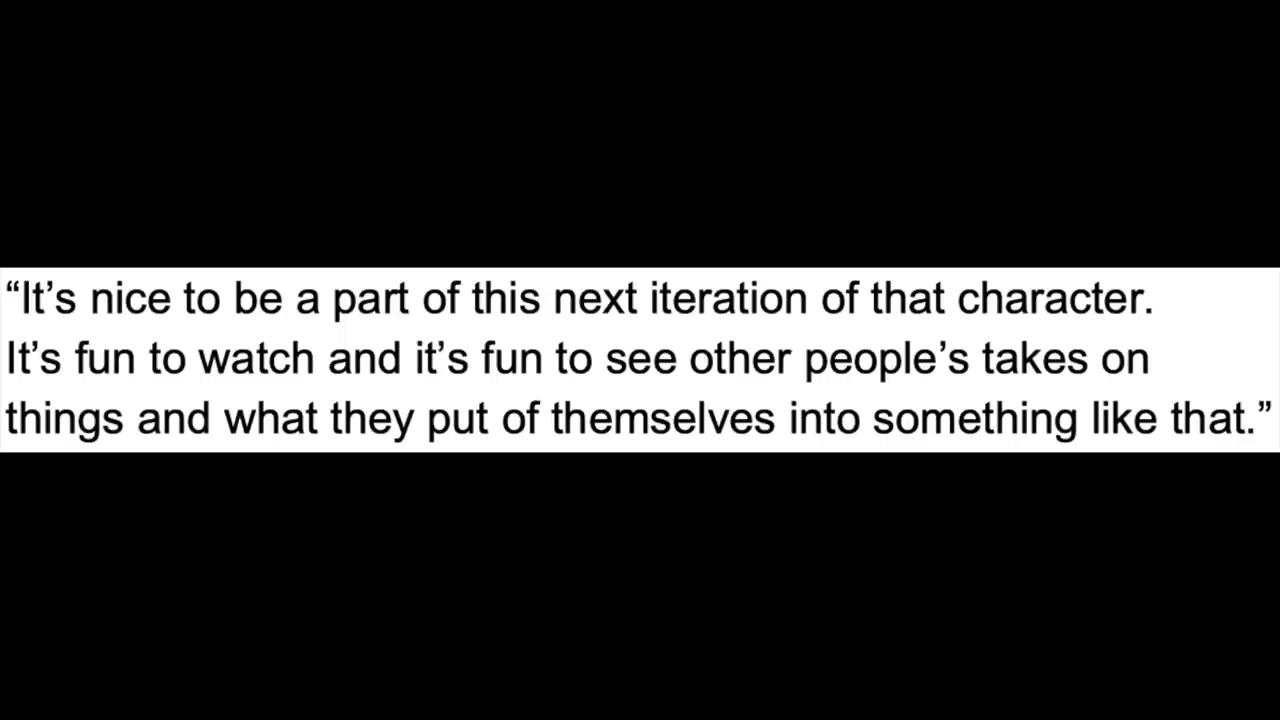 “It’s nice to be a part of this next iteration of that character.
It’s fun to watch and it’s fun to see other people’s takes on
things and what they put of themselves into something like that.”